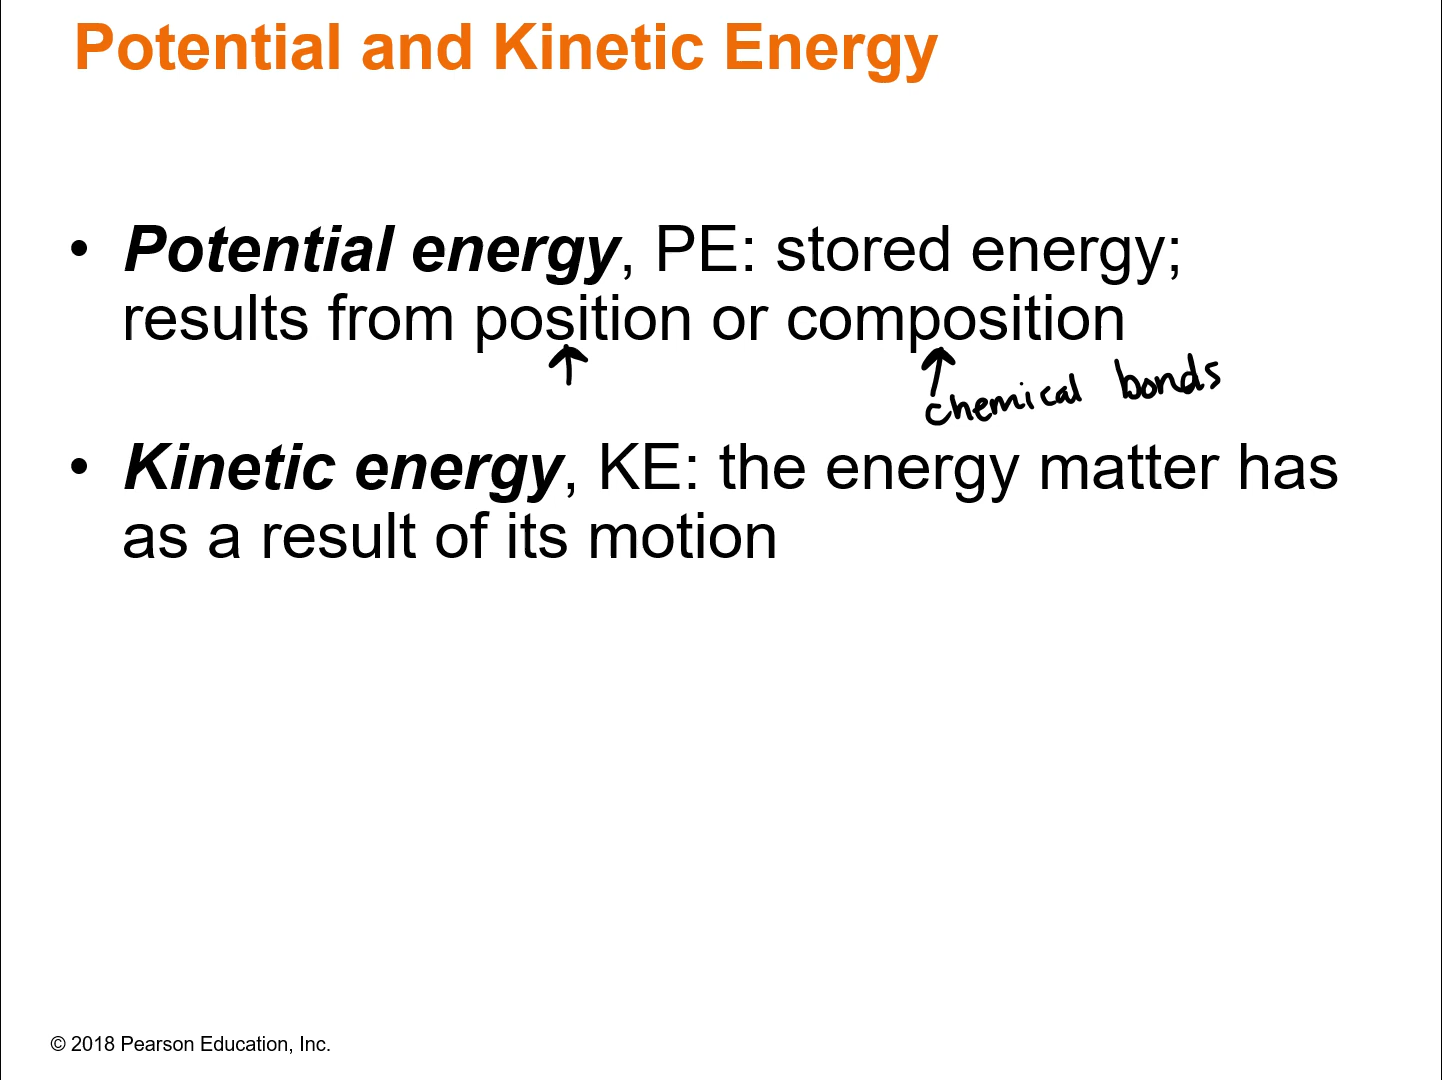 Potential and Kinetic Energy
• Potential energy, PE: stored energy;
results from position or composition
chemical bonds
• Kinetic energy, KE: the energy matter has
as a result of its motion
© 2018 Pearson Education, Inc.